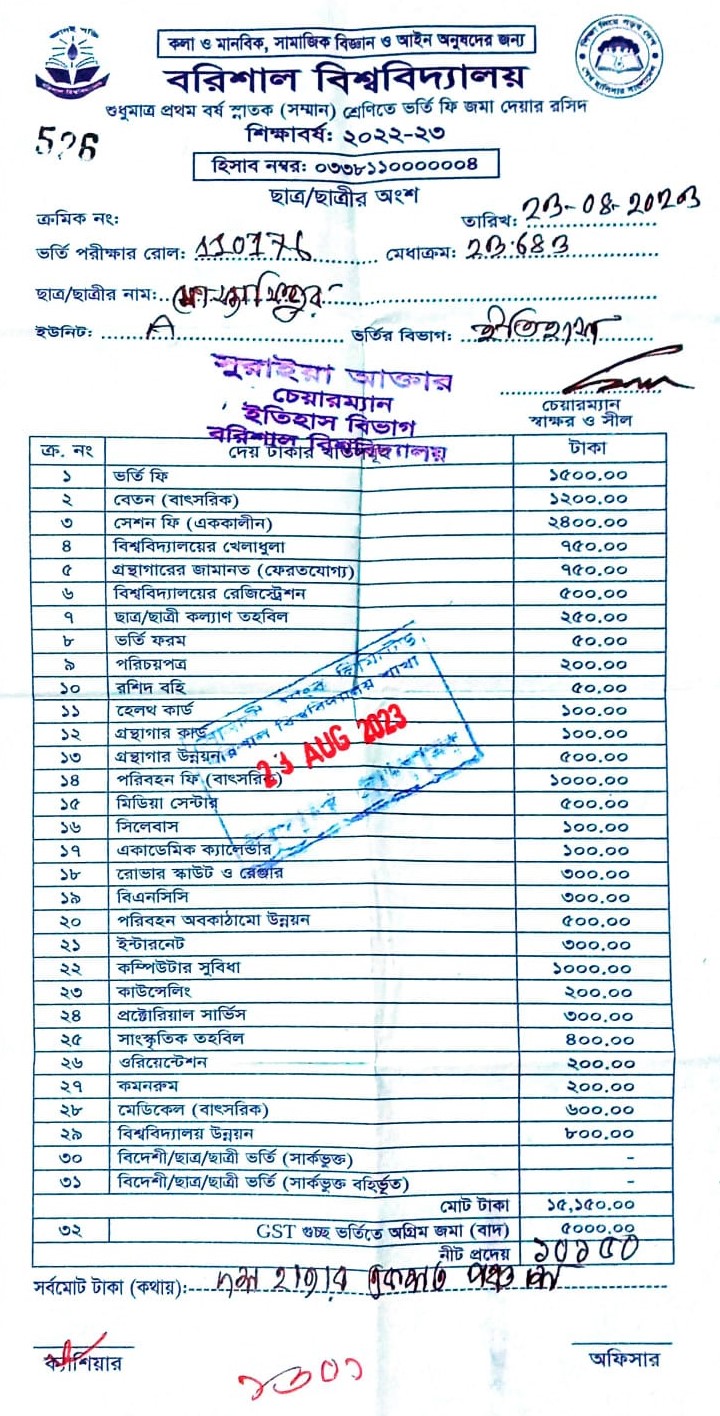 কলা ও মানবিক, সামাজিক বিজ্ঞান ও আইন অনুষদের জন্য
বরিশাল বিশ্ববিদ্যালয়
শুধুমাত্র প্রথম বর্ষ স্নাতক (সম্মান) শ্রেণিতে ভর্তি ফি জমা দেয়ার রসিদ
526
শিক্ষাবর্ষ: ২০২২-২৩
হিসাব নম্বর: ০৩৩৮১১০০০০০০৪
ছাত্র/ছাত্রীর অংশ
ক্রমিক নং:
তারিখ: ২৩-০৪-২০২৩
ভর্তি পরীক্ষার রোল: 110176 মেধাক্রম: ২৩৬৪৩
ছাত্র/ছাত্রীর নাম:
ইউনিট: A ভর্তির বিভাগ: ইতিহাস
সুরাইয়া আক্তার
চেয়ারম্যান
ইতিহাস বিভাগ
বরিশাল বিশ্ববিদ্যালয়
চেয়ারম্যান
স্বাক্ষর ও সীল
ক্র. নং দেয় টাকার টাকা
১ ভর্তি ফি ১৫০০.০০
২ বেতন (বাৎসরিক) ১২০০.০০
৩ সেশন ফি (এককালীন) ২৪০০.০০
৪ বিশ্ববিদ্যালয়ের খেলাধুলা ৭৫০.০০
৫ গ্রন্থাগারের জামানত (ফেরতযোগ্য) ৭৫০.০০
৬ বিশ্ববিদ্যালয়ের রেজিস্ট্রেশন ৫০০.০০
৭ ছাত্র/ছাত্রী কল্যাণ তহবিল ২৫০.০০
৮ ভর্তি ফরম ৫০.০০
৯ পরিচয়পত্র ২০০.০০
১০ রশিদ বহি ৫০.০০
১১ হেলথ কার্ড ১০০.০০
১২ গ্রন্থাগার কার্ড ১০০.০০
১৩ গ্রন্থাগার উন্নয়ন ৫০০.০০
23 AUG 2023
১৪ পরিবহন ফি (বাৎসরিক) ১০০০.০০
১৫ মিডিয়া সেন্টার ৫০০.০০
১৬ সিলেবাস ১০০.০০
১৭ একাডেমিক ক্যালেন্ডার ১০০.০০
১৮ রোভার স্কাউট ও রেঞ্জার ৩০০.০০
১৯ বিএনসিসি ৩০০.০০
২০ পরিবহন অবকাঠামো উন্নয়ন ৫০০.০০
২১ ইন্টারনেট ৩০০.০০
২২ কম্পিউটার সুবিধা ১০০০.০০
২৩ কাউন্সেলিং ২০০.০০
২৪ প্রক্টোরিয়াল সার্ভিস ৩০০.০০
২৫ সাংস্কৃতিক তহবিল ৪০০.০০
২৬ ওরিয়েন্টেশন ২০০.০০
২৭ কমনরুম ২০০.০০
২৮ মেডিকেল (বাৎসরিক) ৬০০.০০
২৯ বিশ্ববিদ্যালয় উন্নয়ন ৮০০.০০
৩০ বিদেশী/ছাত্র/ছাত্রী ভর্তি (সার্কভুক্ত) -
৩১ বিদেশী/ছাত্র/ছাত্রী ভর্তি (সার্কভুক্ত বহির্ভূত) -
মোট টাকা ১৫,১৫০.০০
৩২ GST গুচ্ছ ভর্তিতে অগ্রিম জমা (বাদ) ৫০০০.০০
নীট প্রদেয় ১০১৫০
সর্বমোট টাকা (কথায়): দশ হাজার একশত পঞ্চাশ
ক্যাশিয়ার
অফিসার
১৩০১